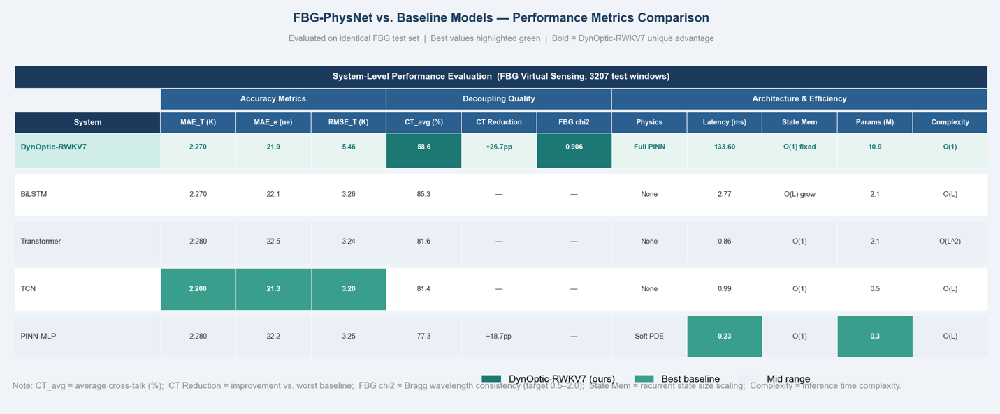 FBG-PhysNet vs. Baseline Models — Performance Metrics Comparison
Evaluated on identical FBG test set | Best values highlighted green | Bold = DynOptic-RWKV7 unique advantage
System-Level Performance Evaluation (FBG Virtual Sensing, 3207 test windows)
Accuracy Metrics Decoupling Quality Architecture & Efficiency
System MAE_T (K) MAE_e (ue) RMSE_T (K) CT_avg (%) CT Reduction FBG chi2 Physics Latency (ms) State Mem Params (M) Complexity
DynOptic-RWKV7 2.270 21.9 5.46 58.6 +26.7pp 0.906 Full PINN 133.60 O(1) fixed 10.9 O(1)
BiLSTM 2.270 22.1 3.26 85.3 — — None 2.77 O(L) grow 2.1 O(L)
Transformer 2.280 22.5 3.24 81.6 — — None 0.86 O(1) 2.1 O(L^2)
TCN 2.200 21.3 3.20 81.4 — — None 0.99 O(1) 0.5 O(L)
PINN-MLP 2.280 22.2 3.25 77.3 +18.7pp — Soft PDE 0.23 O(1) 0.3 O(L)
DynOptic-RWKV7 (ours) Best baseline Mid range
Note: CT_avg = average cross-talk (%); CT Reduction = improvement vs. worst baseline; FBG chi2 = Bragg wavelength consistency (target 0.5–2.0); State Mem = recurrent state size scaling; Complexity = inference time complexity.